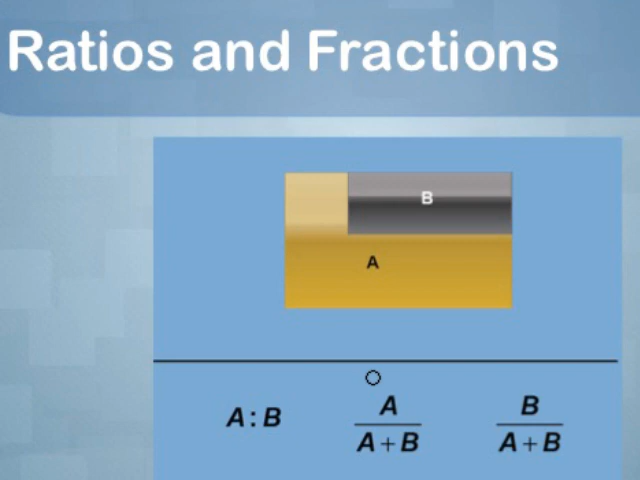 Ratios and Fractions
B
A
A : B
A
A + B
B
A + B